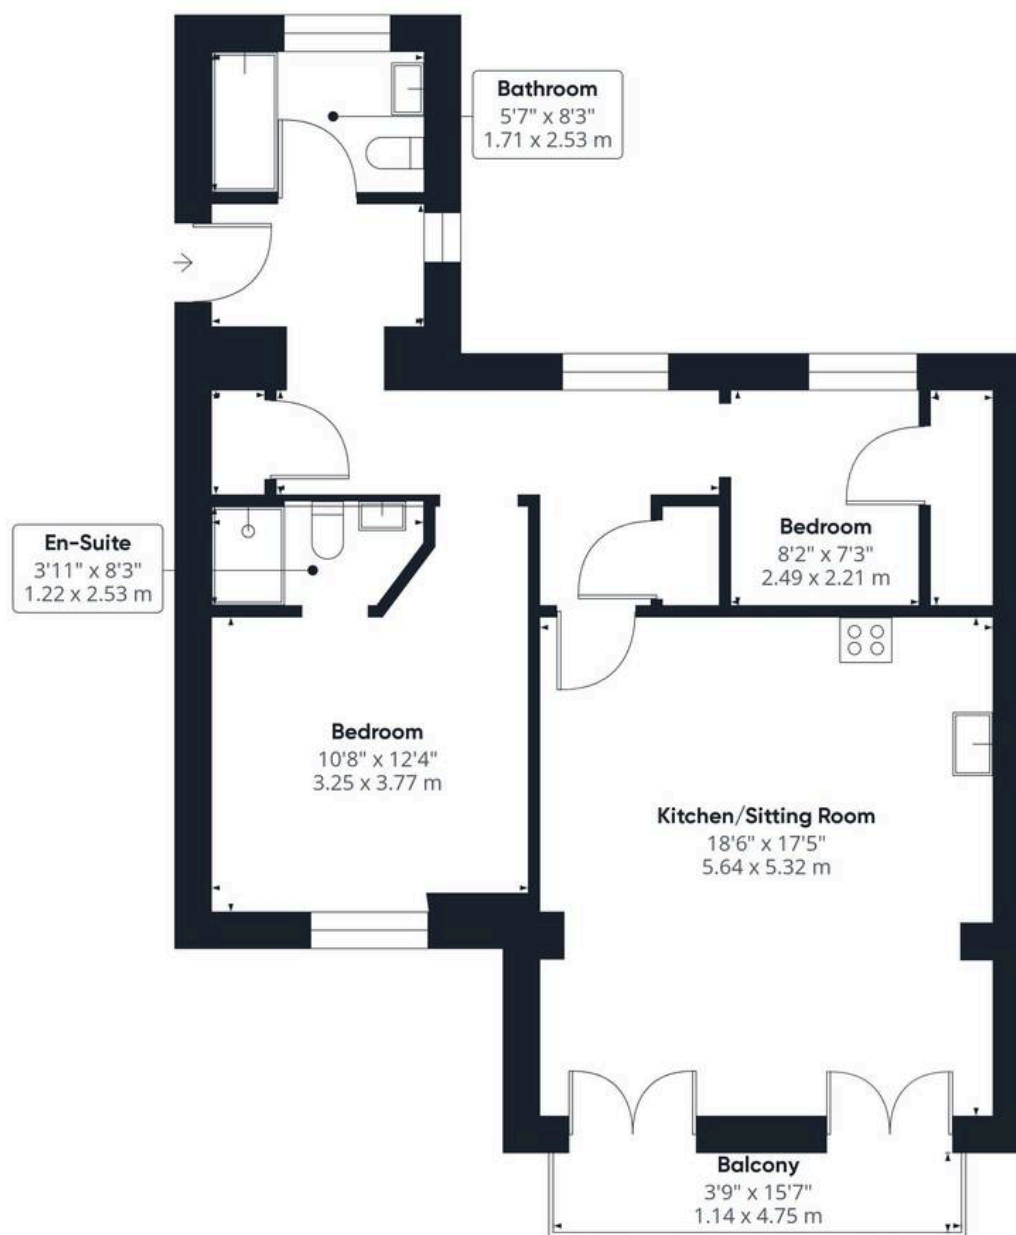 Bathroom
5'7" x 8'3"
1.71 x 2.53 m
En-Suite
3'11" x 8'3"
1.22 x 2.53 m
Bedroom
8'2" x 7'3"
2.49 x 2.21 m
Bedroom
10'8" x 12'4"
3.25 x 3.77 m
Kitchen/Sitting Room
18'6" x 17'5"
5.64 x 5.32 m
Balcony
3'9" x 15'7"
1.14 x 4.75 m